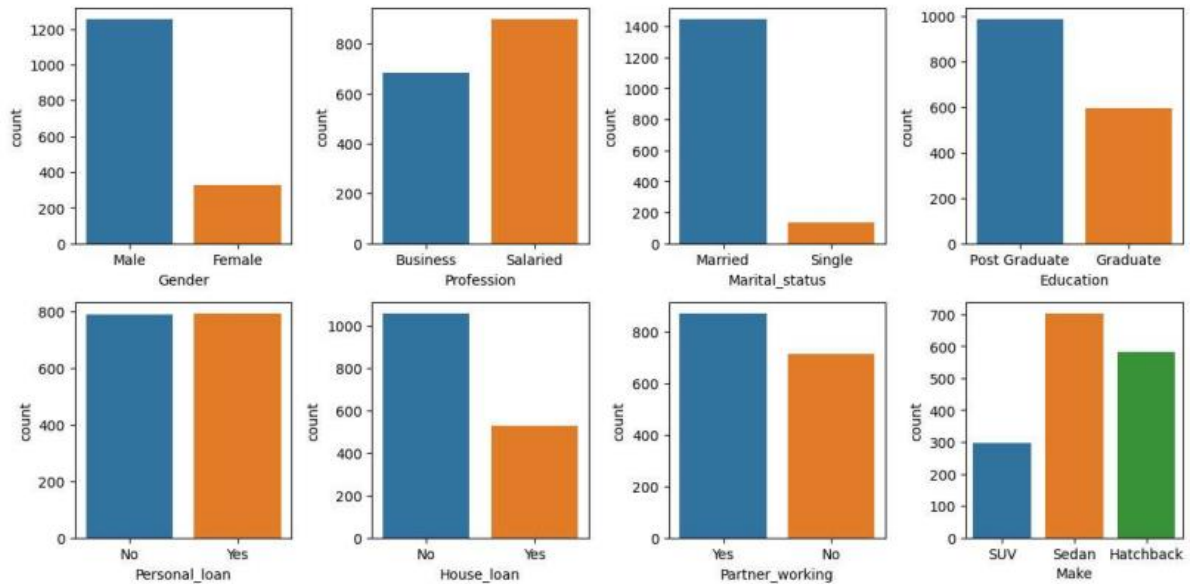 count
1200
1000
800
600
400
200
0
Male Female
Gender
count
800
600
400
200
0
Business Salaried
Profession
count
1400
1200
1000
800
600
400
200
0
Married Single
Marital_status
count
1000
800
600
400
200
0
Post Graduate Graduate
Education
count
800
600
400
200
0
No Yes
Personal_loan
count
1000
800
600
400
200
0
No Yes
House_loan
count
800
600
400
200
0
Yes No
Partner_working
count
700
600
500
400
300
200
100
0
SUV Sedan Hatchback
Make